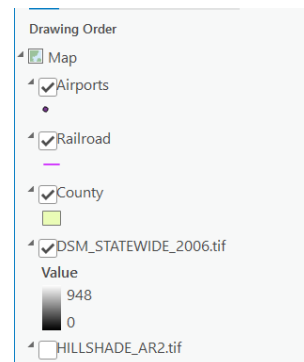 Drawing Order
Map
Airports
Railroad
County
DSM_STATEWIDE_2006.tif
Value
948
0
HILLSHADE_AR2.tif